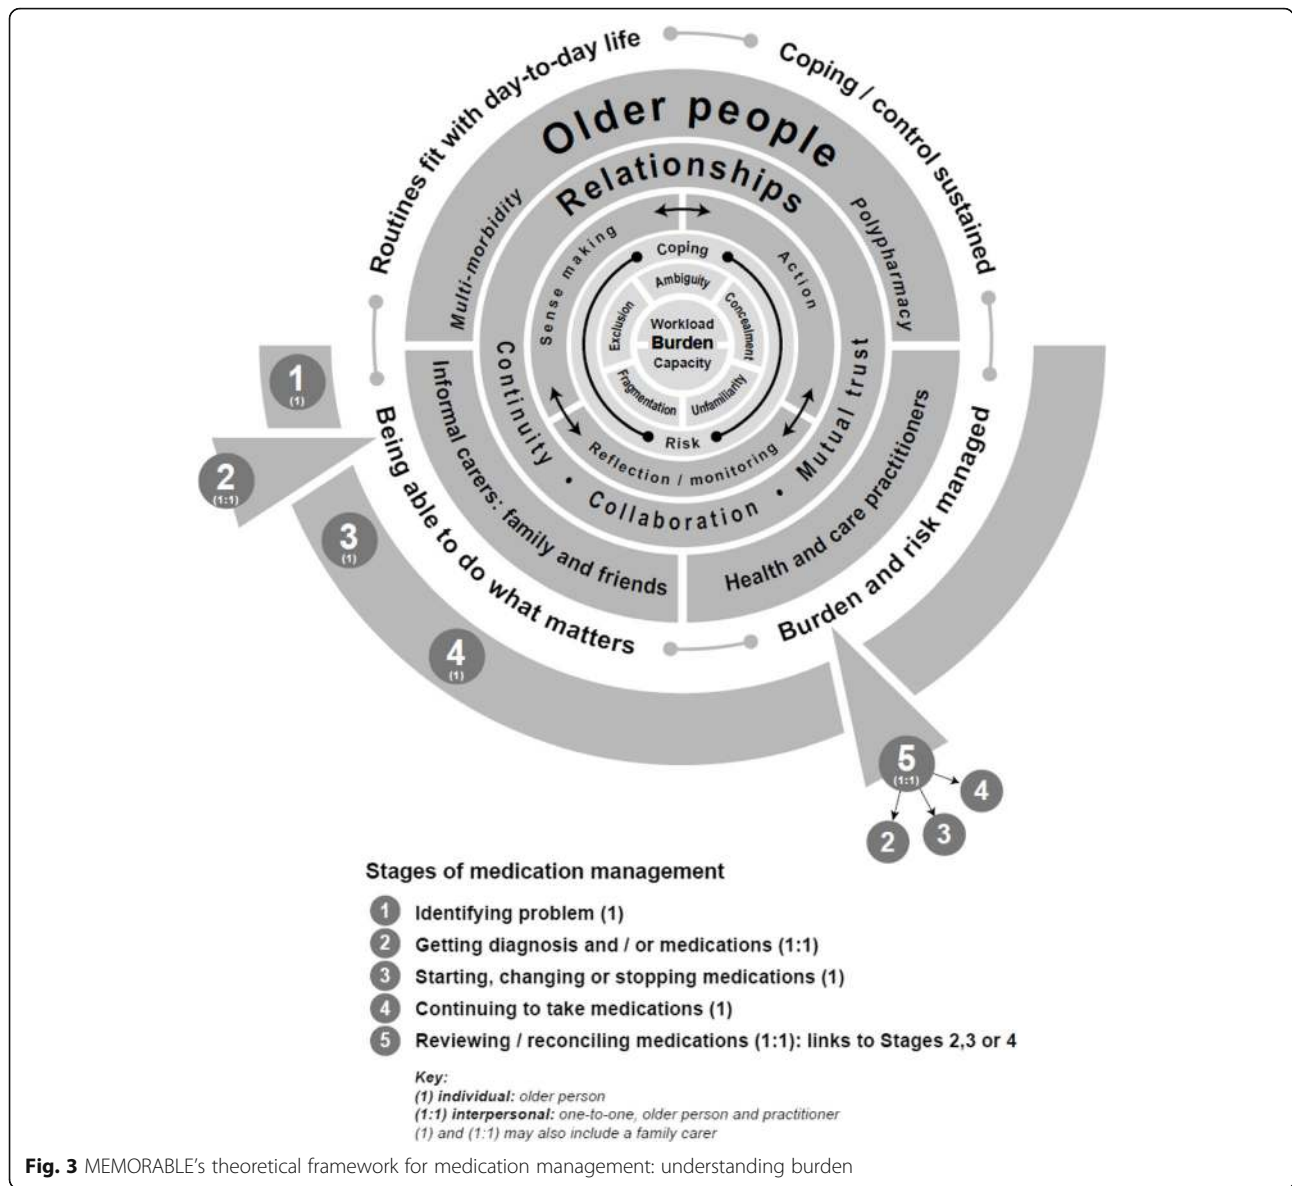 Routines fit with day-to-day life
Coping / control sustained
Older people
Multi-morbidity
Polypharmacy
Relationships
Sense making
Action
Coping
Ambiguity
Exclusion
Concealment
Workload
Burden
Capacity
Fragmentation
Unfamiliarity
Risk
Reflection / monitoring
Continuity • Collaboration • Mutual trust
Informal carers: family and friends
Health and care practitioners
Being able to do what matters
Burden and risk managed
1
(1)
2
(1:1)
3
(1)
4
(1)
5
(1:1)
4
3
2
Stages of medication management
1 Identifying problem (1)
2 Getting diagnosis and / or medications (1:1)
3 Starting, changing or stopping medications (1)
4 Continuing to take medications (1)
5 Reviewing / reconciling medications (1:1): links to Stages 2,3 or 4
Key:
(1) individual: older person
(1:1) interpersonal: one-to-one, older person and practitioner
(1) and (1:1) may also include a family carer
Fig. 3 MEMORABLE's theoretical framework for medication management: understanding burden